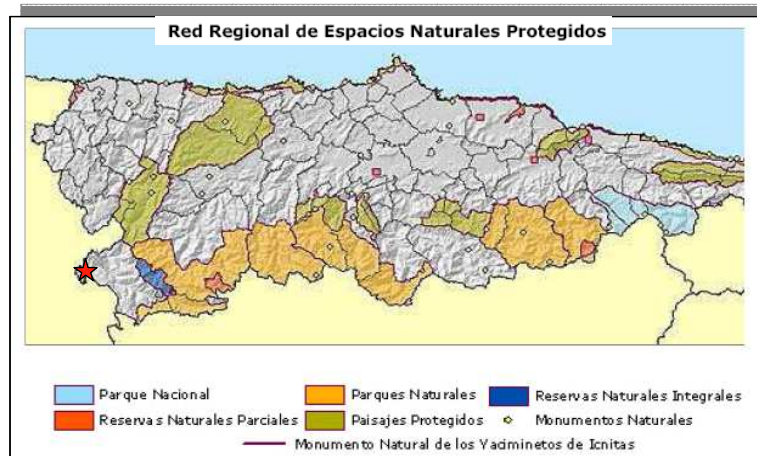 Red Regional de Espacios Naturales Protegidos
Parque Nacional
Parques Naturales
Reservas Naturales Integrales
Reservas Naturales Parciales
Paisajes Protegidos
Monumentos Naturales
Monumento Natural de los Yaciminetos de Icnitas